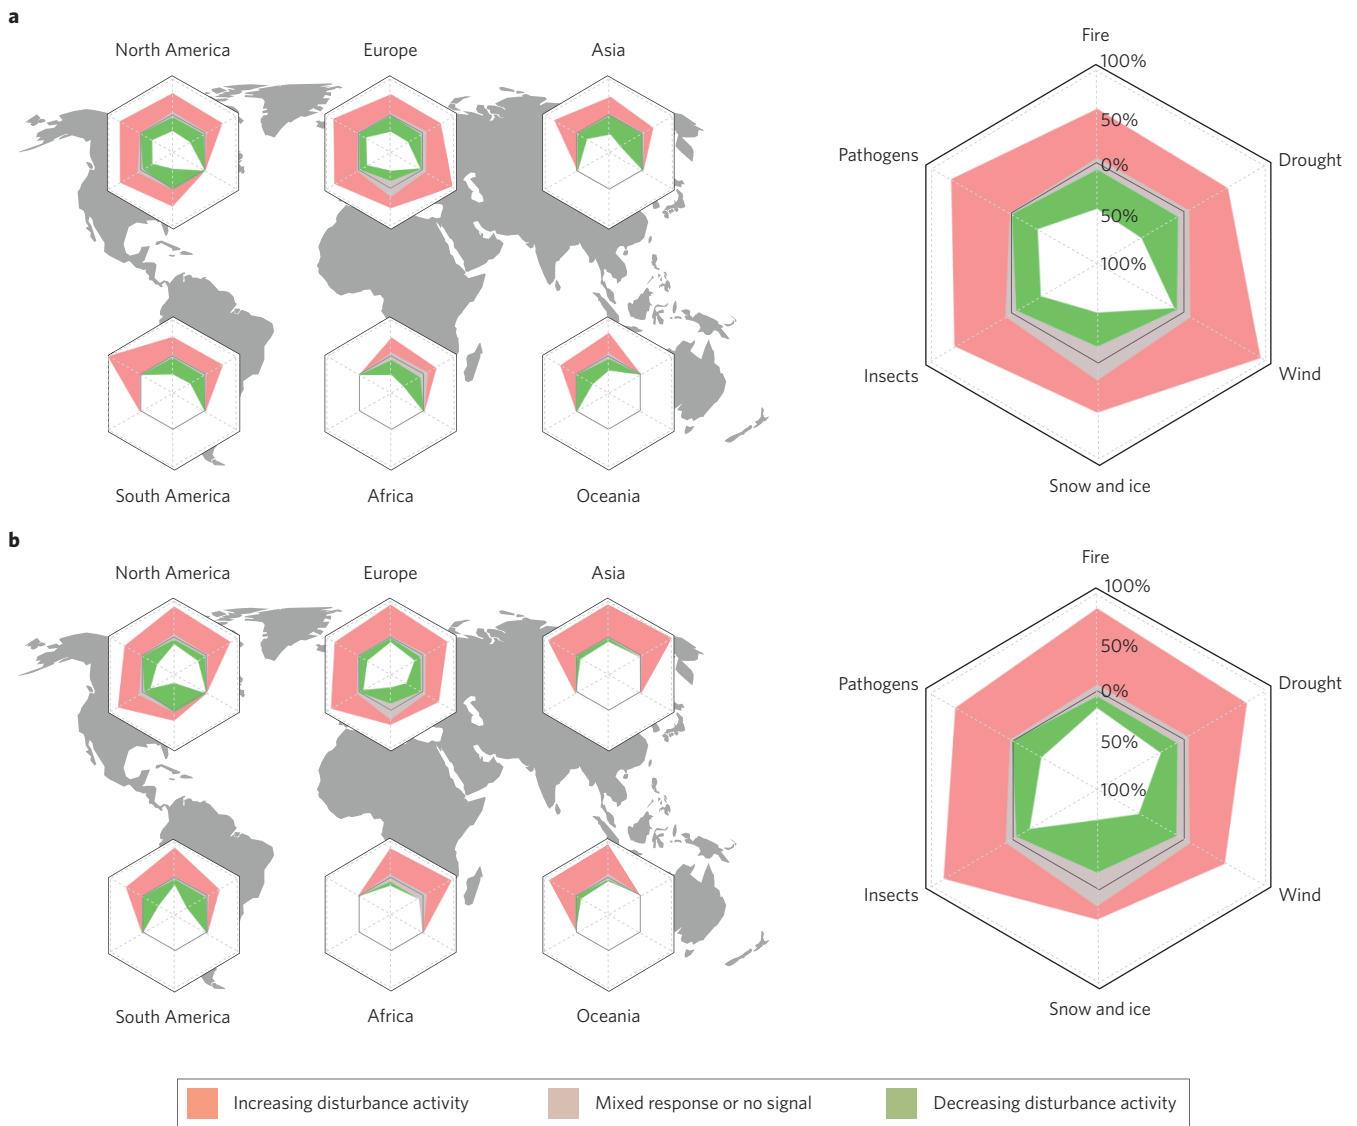 a
North America
Europe
Asia
South America
Africa
Oceania
Fire
100%
50%
0%
50%
100%
Pathogens
Drought
Insects
Wind
Snow and ice
b
North America
Europe
Asia
South America
Africa
Oceania
Fire
100%
50%
0%
50%
100%
Pathogens
Drought
Insects
Wind
Snow and ice
Increasing disturbance activity
Mixed response or no signal
Decreasing disturbance activity